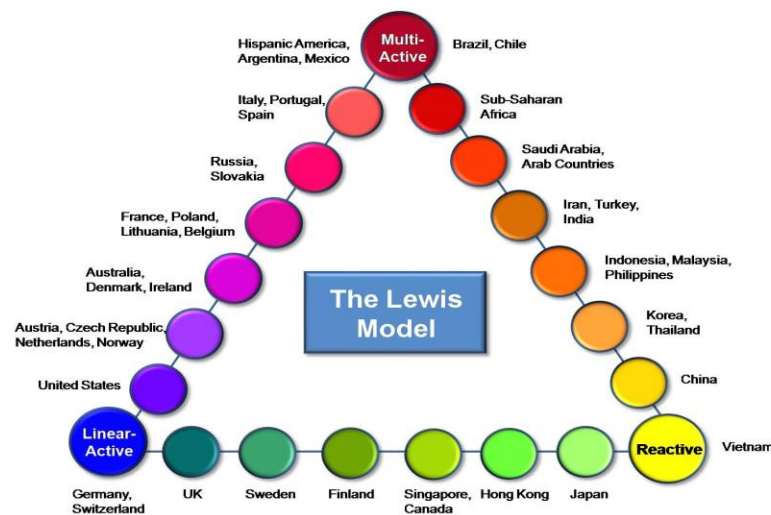 Multi-
Active
Hispanic America,
Argentina, Mexico
Brazil, Chile
Italy, Portugal,
Spain
Sub-Saharan
Africa
Russia,
Slovakia
Saudi Arabia,
Arab Countries
France, Poland,
Lithuania, Belgium
Iran, Turkey,
India
Australia,
Denmark, Ireland
Indonesia, Malaysia,
Philippines
The Lewis
Model
Austria, Czech Republic,
Netherlands, Norway
Korea,
Thailand
United States
China
Linear-
Active
Reactive
Vietnam
Germany,
Switzerland
UK
Sweden
Finland
Singapore,
Canada
Hong Kong
Japan